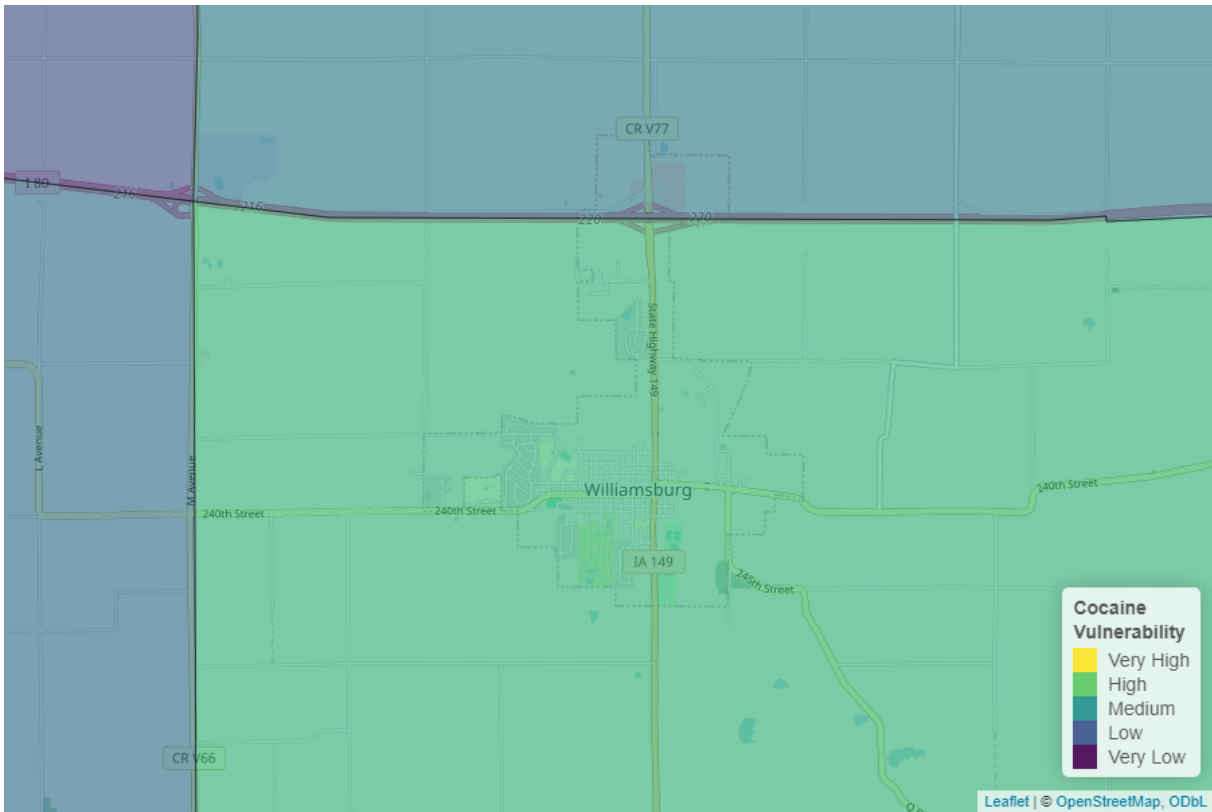 CR V77
I 80
216
216
220
220
State Highway 149
L Avenue
M Avenue
Williamsburg
240th Street
240th Street
240th Street
IA 149
245th Street
CR V66
Cocaine
Vulnerability
Very High
High
Medium
Low
Very Low
Leaflet | © OpenStreetMap, ODbL